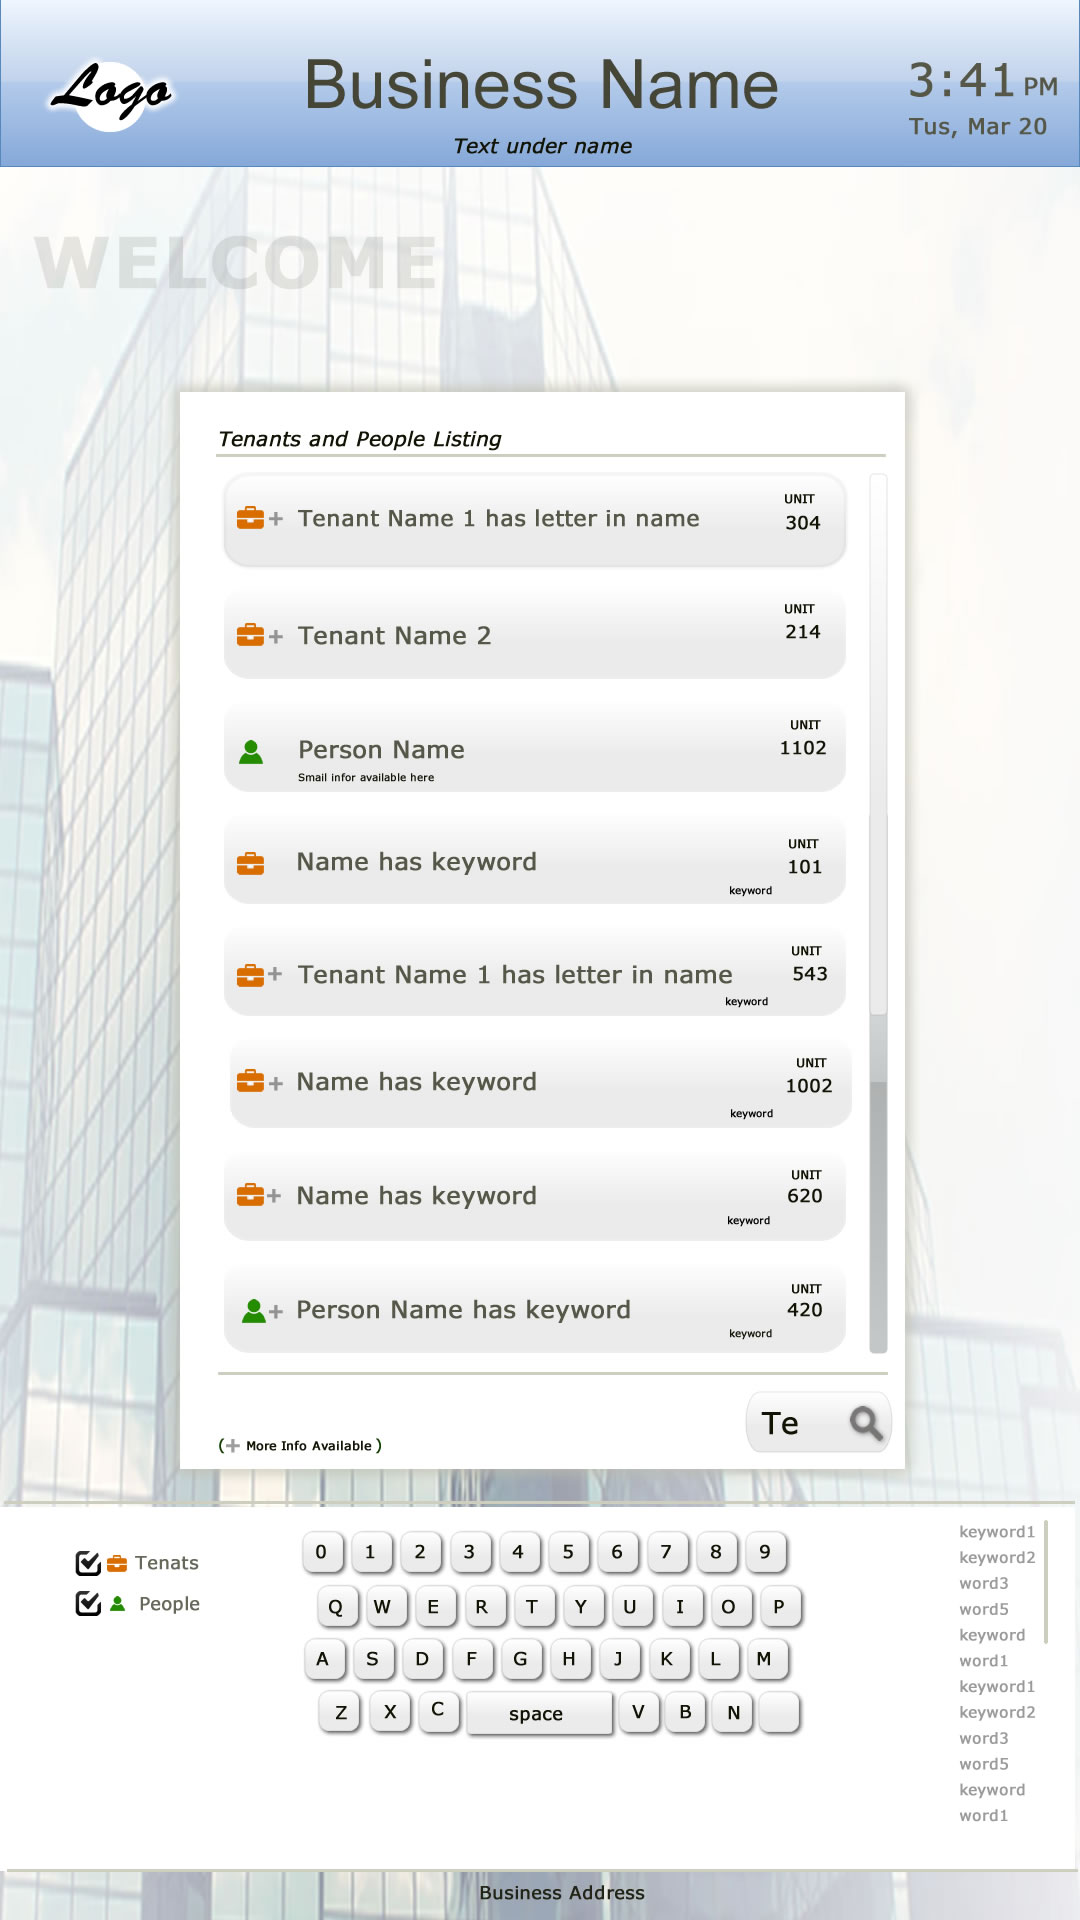 Logo
Business Name
Text under name
3:41 PM
Tus, Mar 20
WELCOME
Tenants and People Listing
Tenant Name 1 has letter in name
UNIT
304
Tenant Name 2
UNIT
214
Person Name
Smail infor available here
UNIT
1102
Name has keyword
UNIT
101
keyword
Tenant Name 1 has letter in name
UNIT
543
keyword
Name has keyword
UNIT
1002
keyword
Name has keyword
UNIT
620
keyword
Person Name has keyword
UNIT
420
keyword
(+ More Info Available )
Te
Tenats
People
0 1 2 3 4 5 6 7 8 9
Q W E R T Y U I O P
A S D F G H J K L M
Z X C space V B N
keyword1
keyword2
word3
word5
keyword
word1
keyword1
keyword2
word3
word5
keyword
word1
Business Address